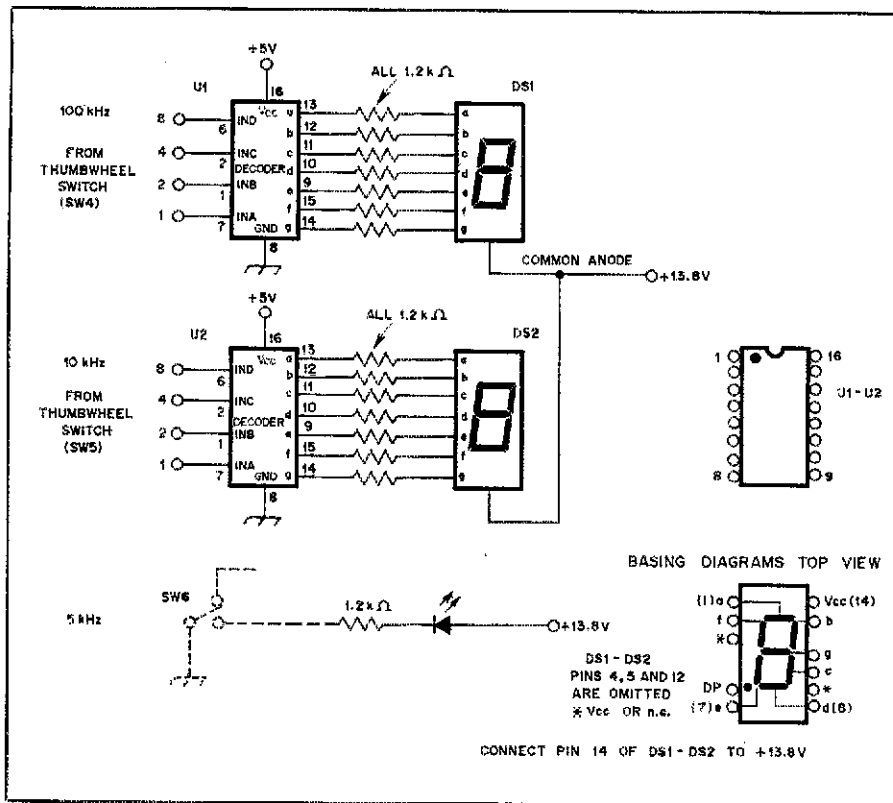 +5V
ALL 1.2kΩ
U1
16
DS1
100 kHz
8
IND
6
Vcc
a
13
a
b
12
b
4
INC
2
c
11
c
FROM
THUMBWHEEL
SWITCH
(SW4)
DECODER
d
10
d
2
INB
1
e
9
e
f
15
f
1
INA
7
GND
g
14
g
8
COMMON ANODE
+13.8V
+5V
ALL 1.2kΩ
U2
16
DS2
10 kHz
8
IND
6
Vcc
a
13
a
b
12
b
4
INC
2
c
11
c
FROM
THUMBWHEEL
SWITCH
(SW5)
DECODER
d
10
d
2
INB
1
e
9
e
f
15
f
1
INA
7
GND
g
14
g
8
1
16
U1-U2
8
9
BASING DIAGRAMS TOP VIEW
5 kHz
SW6
1.2kΩ
+13.8V
(1)a
Vcc(14)
f
b
*
g
c
DP
*
(7)e
d(8)
DS1-DS2
PINS 4,5 AND 12
ARE OMITTED
* Vcc OR n.c.
CONNECT PIN 14 OF DS1-DS2 TO +13.8V